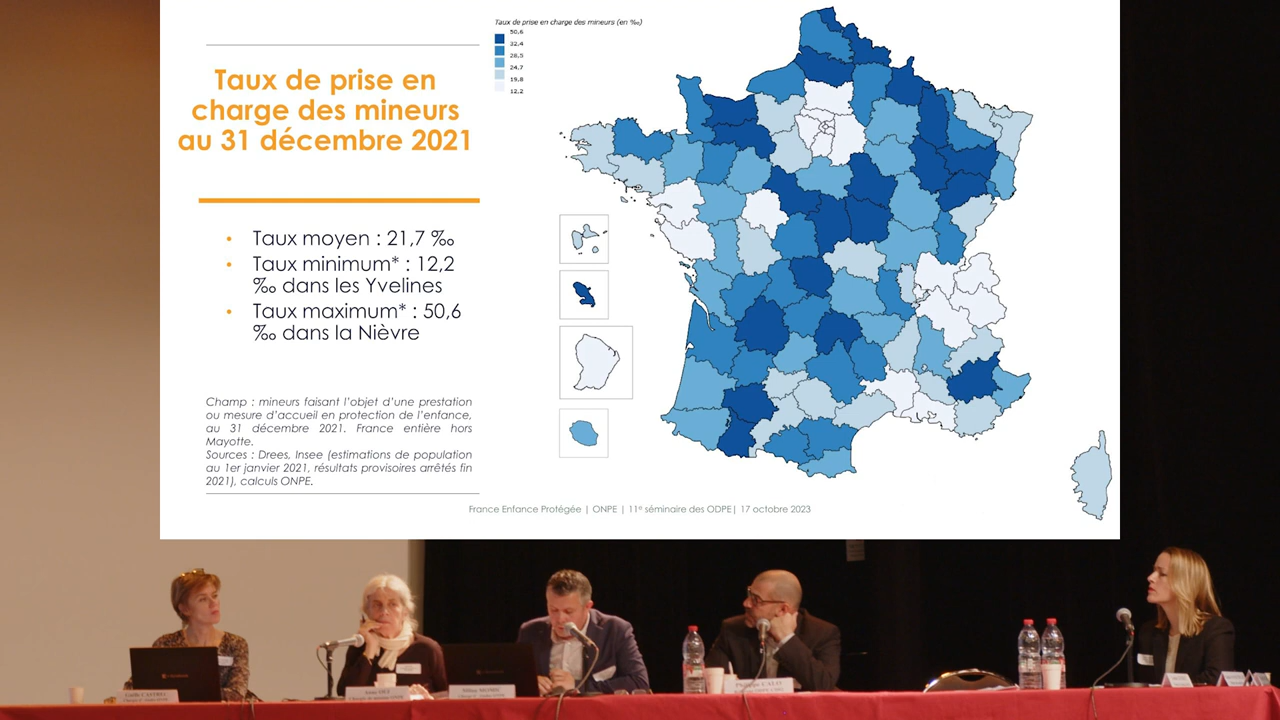 Taux de prise en
charge des mineurs
au 31 décembre 2021
• Taux moyen : 21,7 ‰
• Taux minimum* : 12,2
‰ dans les Yvelines
• Taux maximum* : 50,6
‰ dans la Nièvre
Champ : mineurs faisant l'objet d'une prestation
ou mesure d'accueil en protection de l'enfance,
au 31 décembre 2021. France entière hors
Mayotte.
Sources : Drees, Insee (estimations de population
au 1er janvier 2021, résultats provisoires arrêtés fin
2021), calculs ONPE.
Taux de prise en charge des mineurs (en ‰)
50,6
32,4
28,5
24,7
19,8
12,2
France Enfance Protégée | ONPE | 11e séminaire des ODPE| 17 octobre 2023